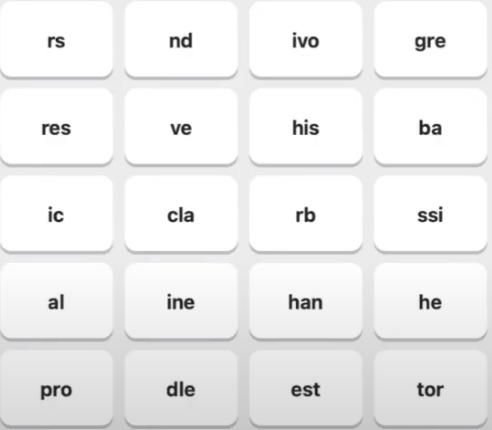 rs nd ivo gre
res ve his ba
ic cla rb ssi
al ine han he
pro dle est tor